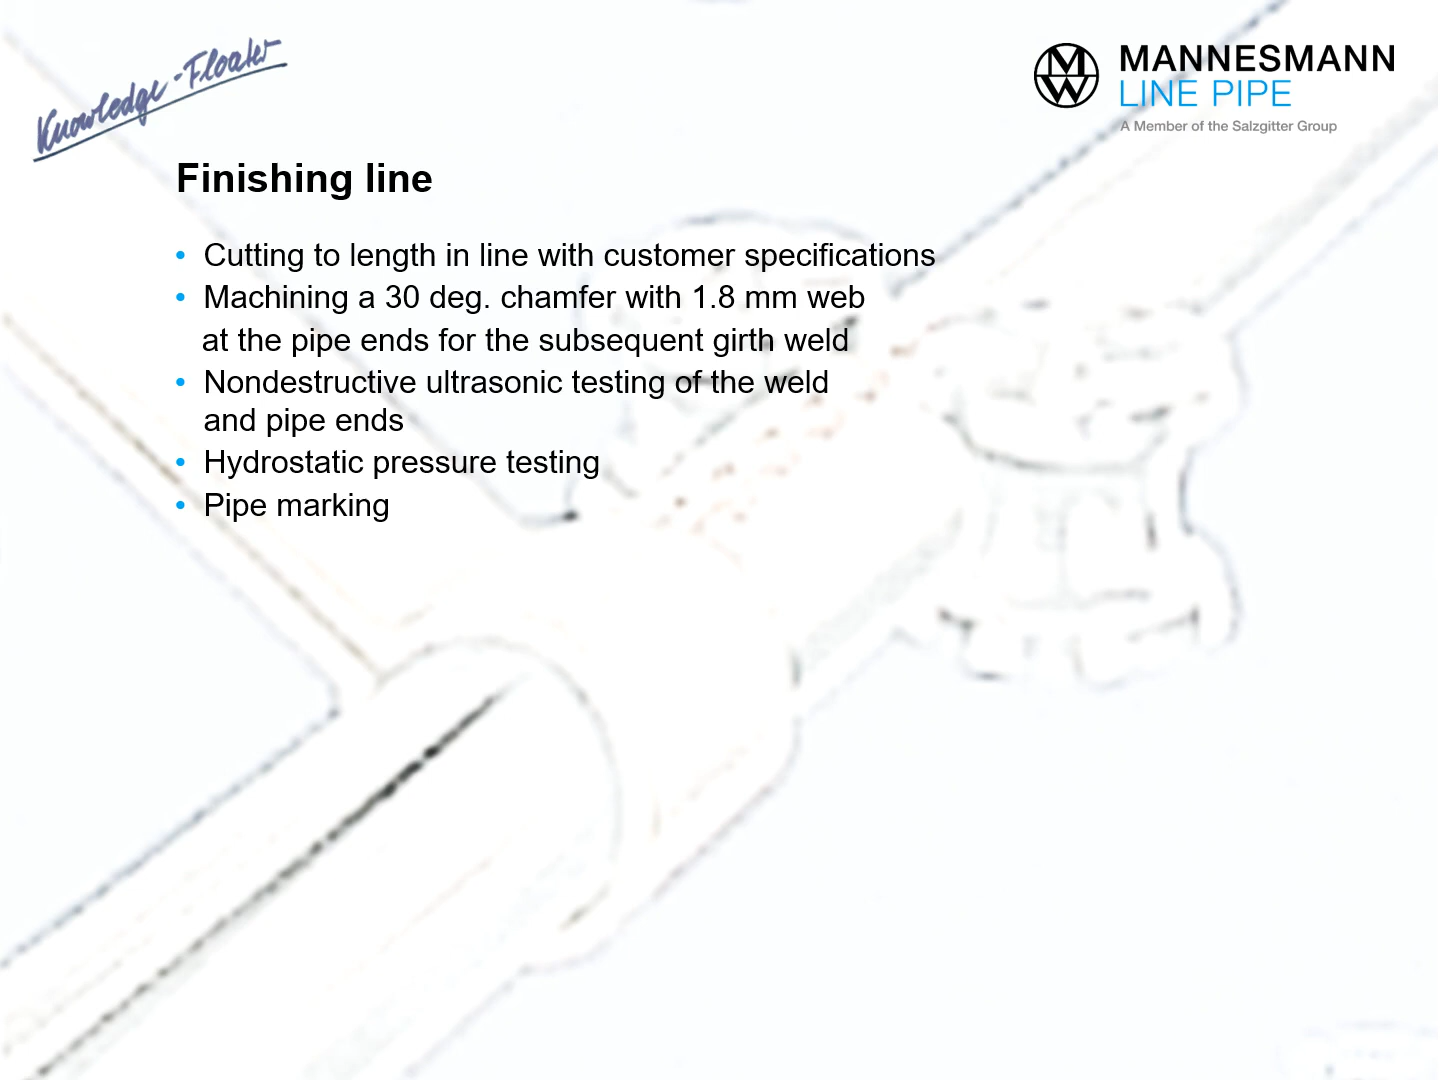 Knowledge-Floater
MANNESMANN
LINE PIPE
A Member of the Salzgitter Group
Finishing line
• Cutting to length in line with customer specifications
• Machining a 30 deg. chamfer with 1.8 mm web
at the pipe ends for the subsequent girth weld
• Nondestructive ultrasonic testing of the weld
and pipe ends
• Hydrostatic pressure testing
• Pipe marking